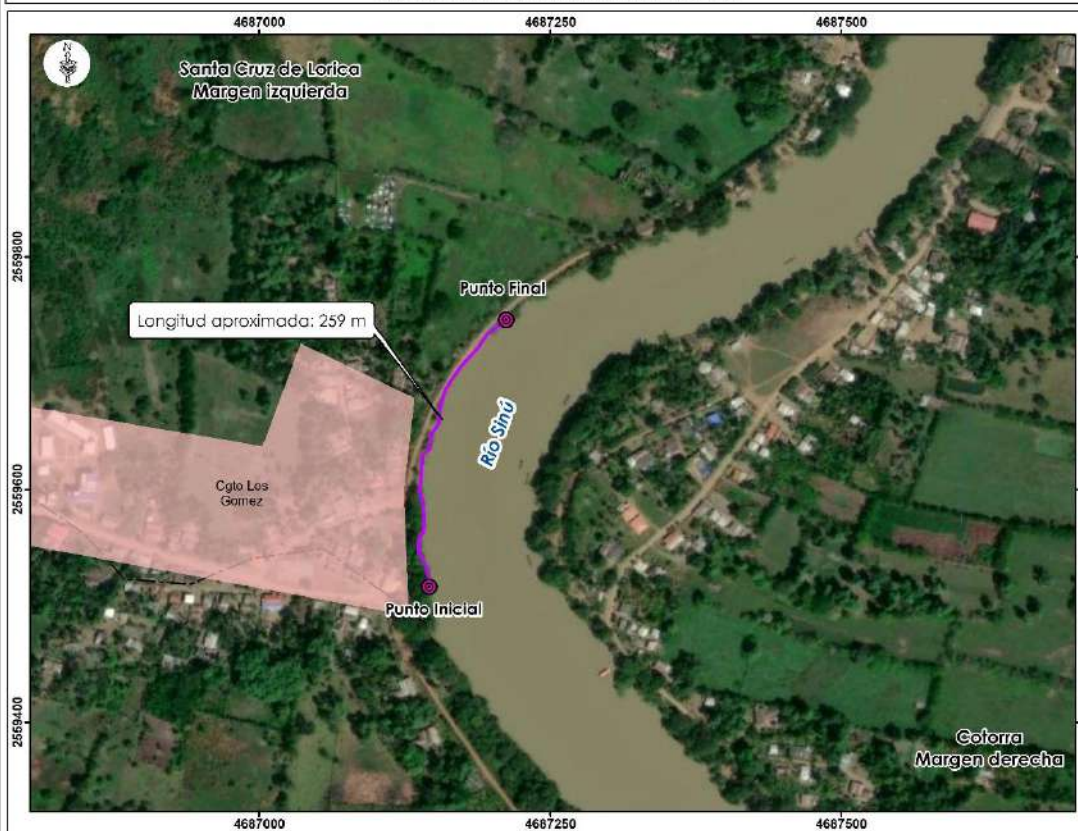 4687000
4687250
4687500
N
Santa Cruz de Lorica
Margen izquierda
2559800
Punto Final
Longitud aproximada: 259 m
Río Sinú
2559600
Cgto Los
Gomez
Punto Inicial
2559400
Cotorra
Margen derecha
4687000
4687250
4687500